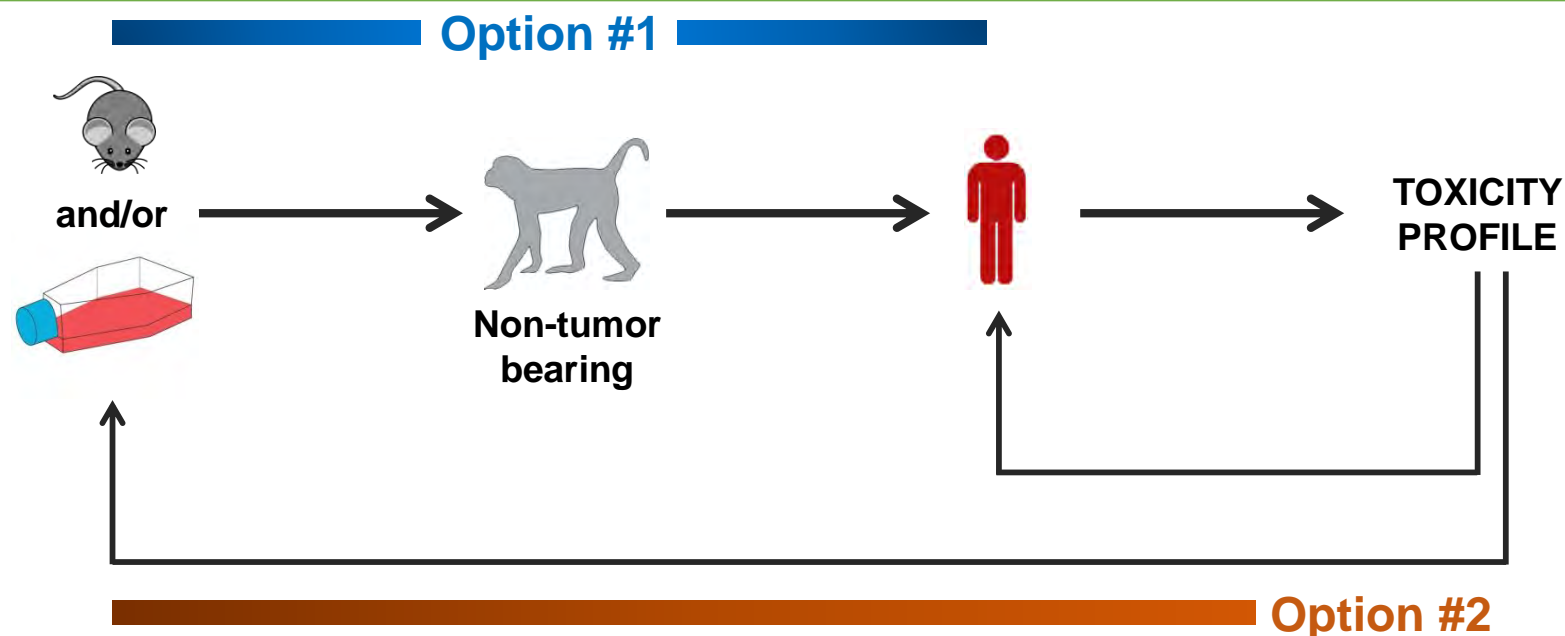 Option #1
and/or
Non-tumor
bearing
TOXICITY
PROFILE
Option #2